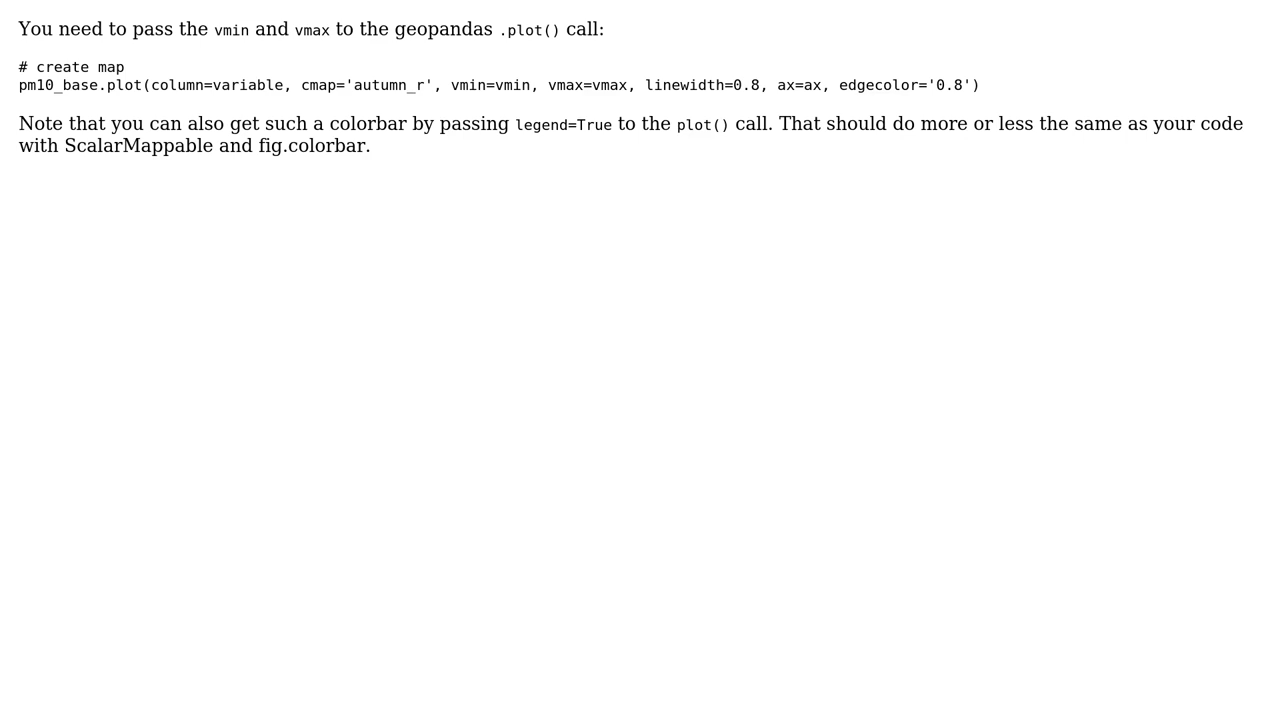 You need to pass the vmin and vmax to the geopandas .plot() call:
# create map
pm10_base.plot(column=variable, cmap='autumn_r', vmin=vmin, vmax=vmax, linewidth=0.8, ax=ax, edgecolor='0.8')
Note that you can also get such a colorbar by passing legend=True to the plot() call. That should do more or less the same as your code
with ScalarMappable and fig.colorbar.